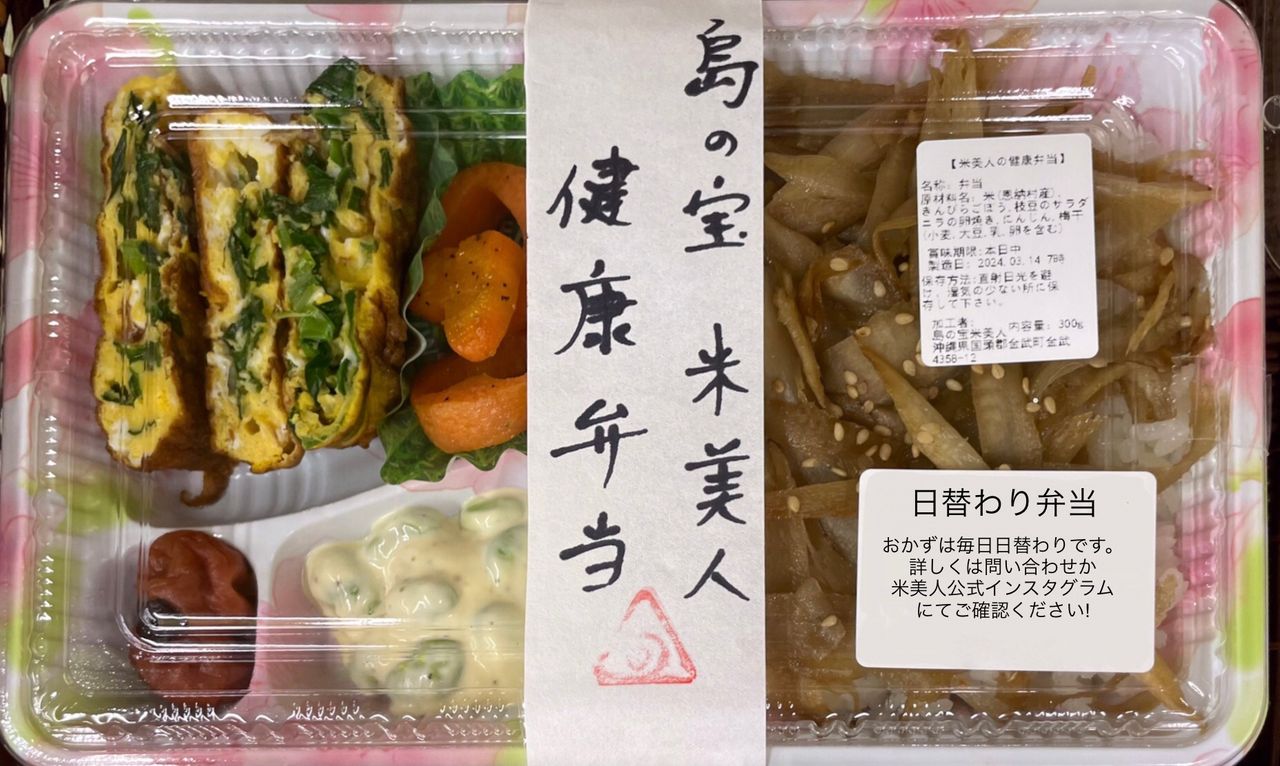 島の宝 米美人
健康弁当
【米美人の健康弁当】
名称: 弁当
原材料名: 米(恩納村産)、
きんぴらごぼう, 枝豆のサラダ
ニラの卵焼き, にんじん, 梅干
(小麦, 大豆, 乳, 卵を含む)
賞味期限:本日中
製造日: 2024.03.14 7時
保存方法:直射日光を避
け、湿気の少ない所に保
存して下さい。
加工者:
内容量: 300g
島の宝米美人
沖縄県国頭郡金武町金武
4358-12
日替わり弁当
おかずは毎日日替わりです。
詳しくは問い合わせか
米美人公式インスタグラム
にてご確認ください!